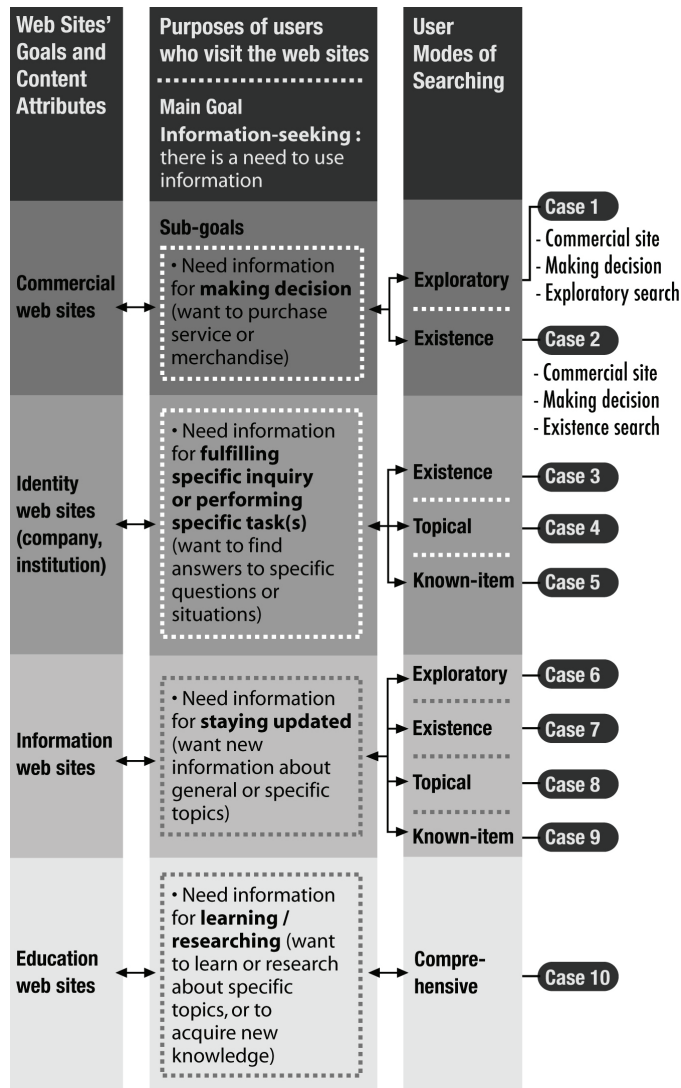 Web Sites'
Goals and
Content
Attributes
Purposes of users
who visit the web sites
Main Goal
Information-seeking :
there is a need to use
information
User
Modes of
Searching
Sub-goals
Commercial
web sites
• Need information
for making decision
(want to purchase
service or
merchandise)
Exploratory
Existence
Case 1
- Commercial site
- Making decision
- Exploratory search
Case 2
- Commercial site
- Making decision
- Existence search
Identity
web sites
(company,
institution)
• Need information
for fulfilling
specific inquiry
or performing
specific task(s)
(want to find
answers to specific
questions or
situations)
Existence
Case 3
Topical
Case 4
Known-item
Case 5
Information
web sites
• Need information
for staying updated
(want new
information about
general or specific
topics)
Exploratory
Case 6
Existence
Case 7
Topical
Case 8
Known-item
Case 9
Education
web sites
• Need information
for learning /
researching (want
to learn or research
about specific
topics, or to
acquire new
knowledge)
Compre-
hensive
Case 10